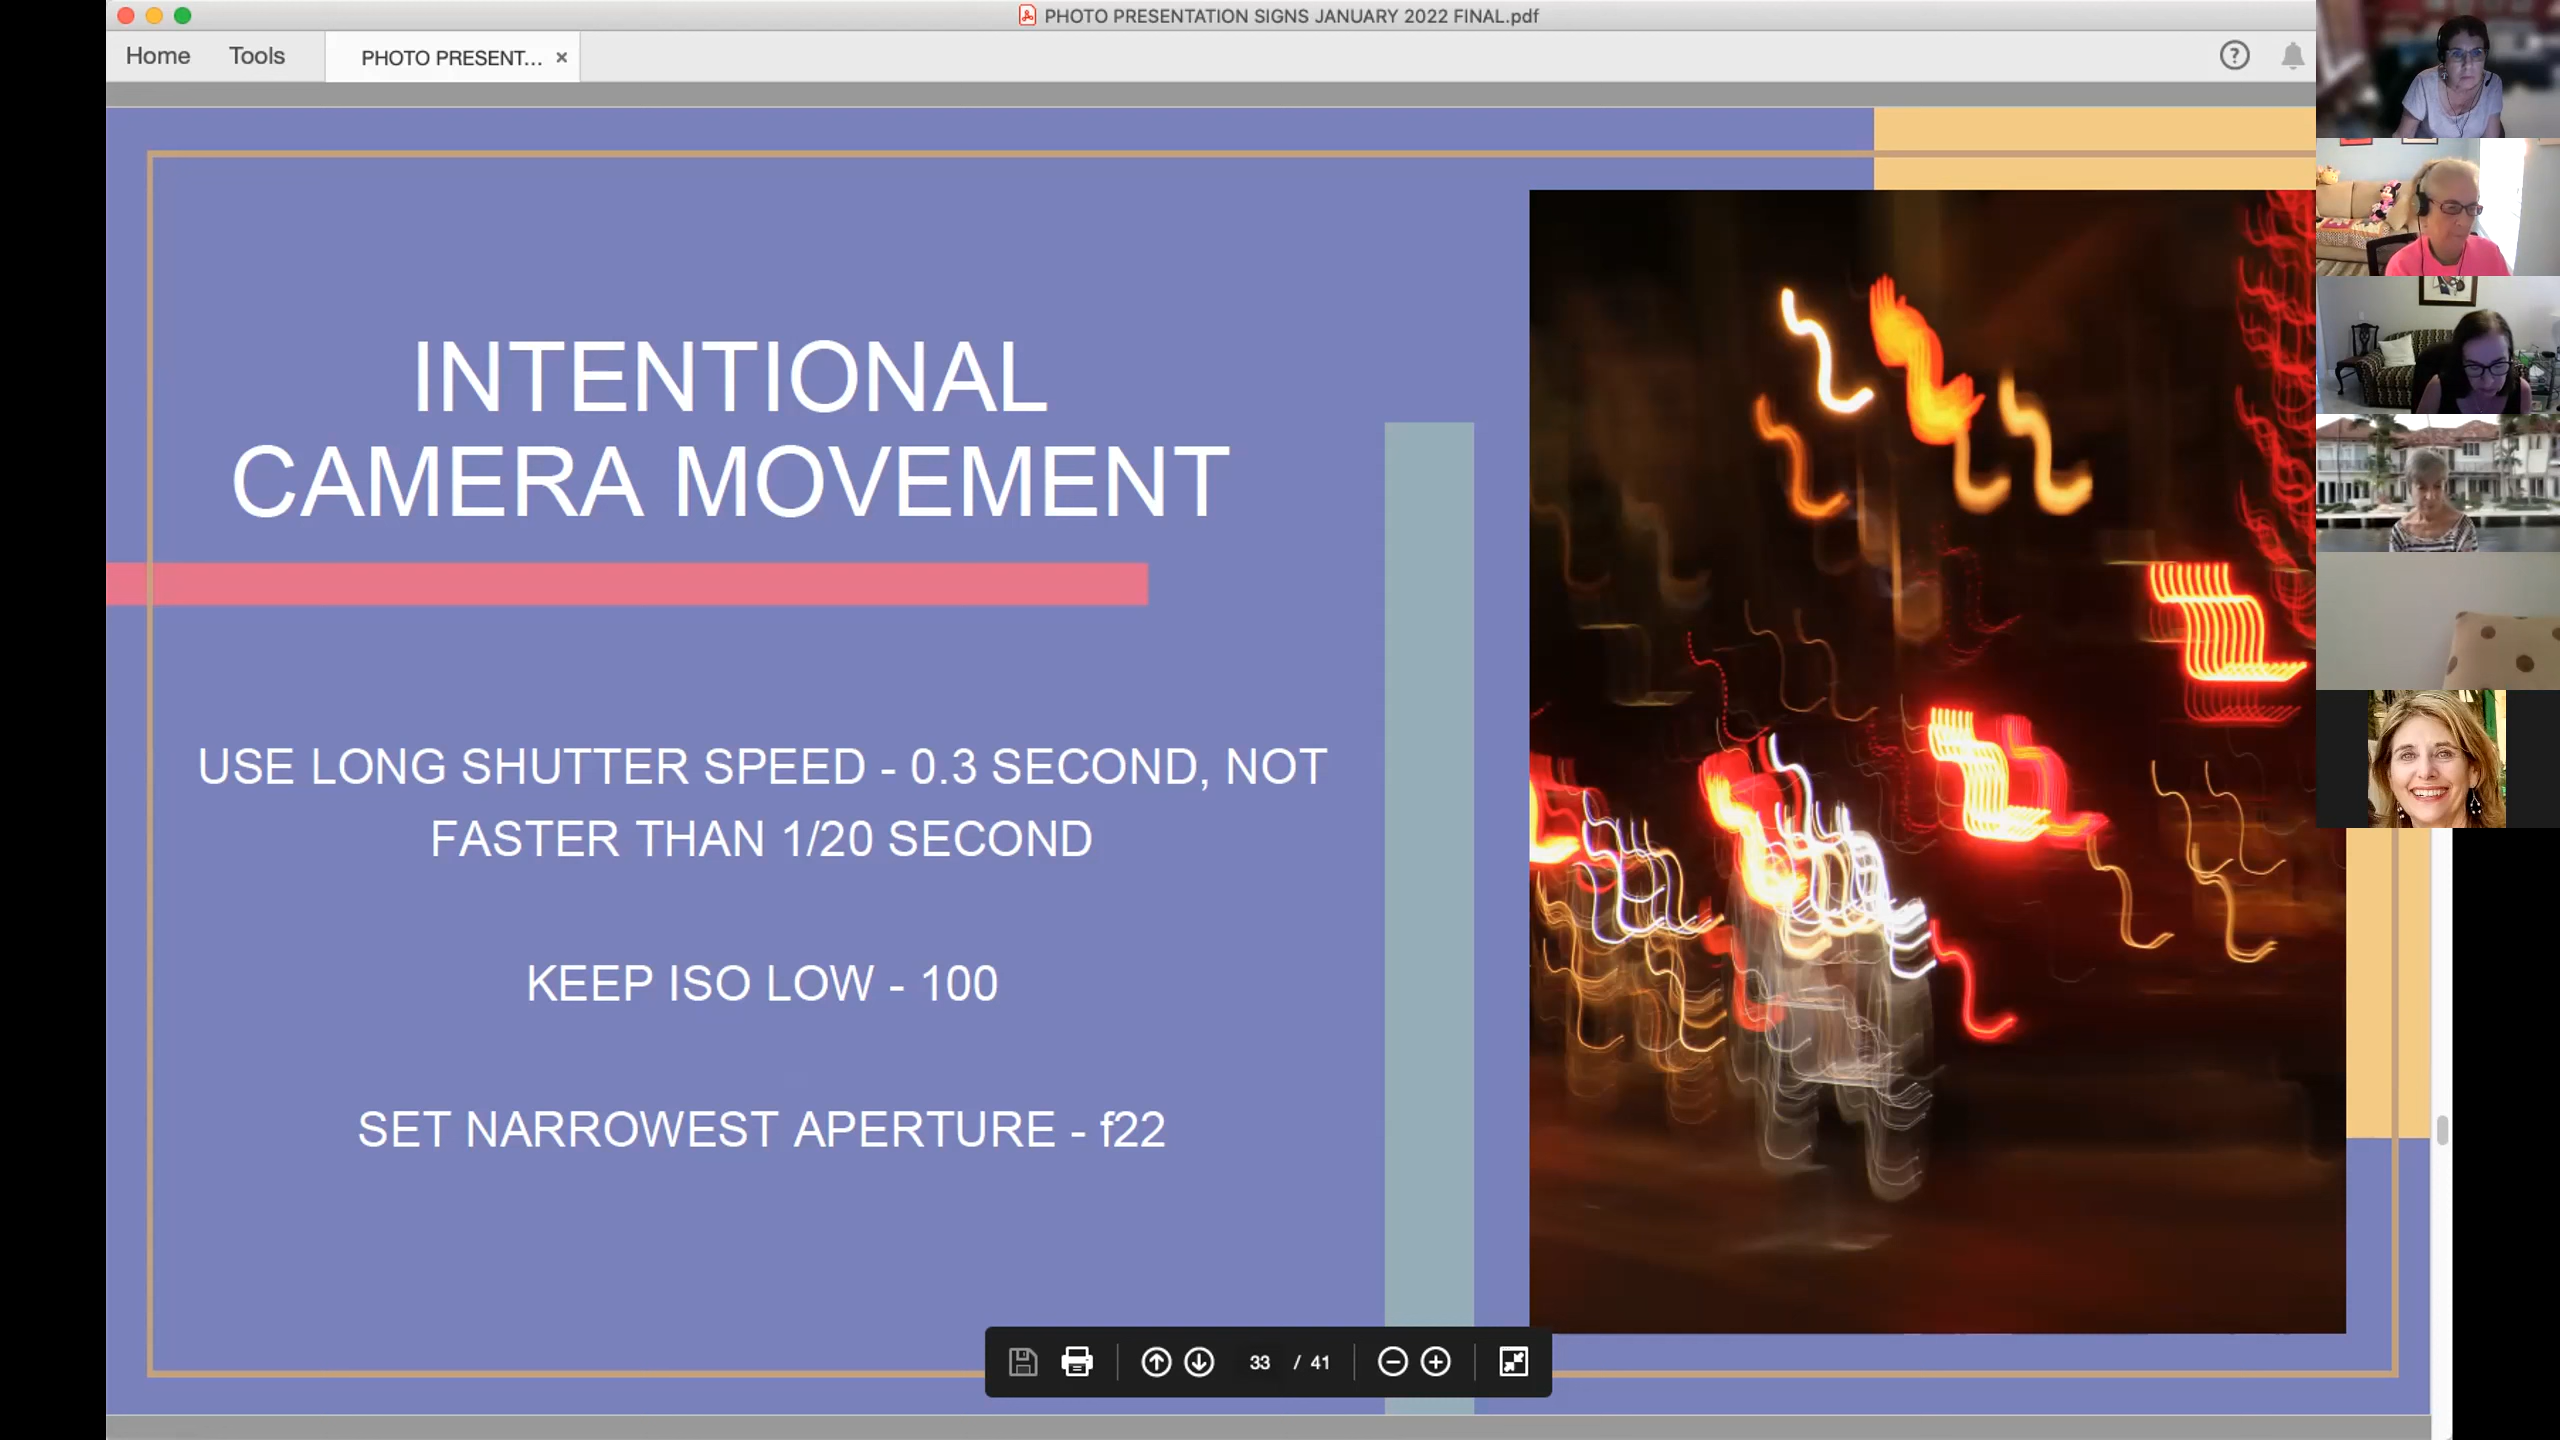 PHOTO PRESENTATION SIGNS JANUARY 2022 FINAL.pdf
Home Tools PHOTO PRESENT... ×
INTENTIONAL
CAMERA MOVEMENT
USE LONG SHUTTER SPEED - 0.3 SECOND, NOT
FASTER THAN 1/20 SECOND
KEEP ISO LOW - 100
SET NARROWEST APERTURE - f22
33 / 41